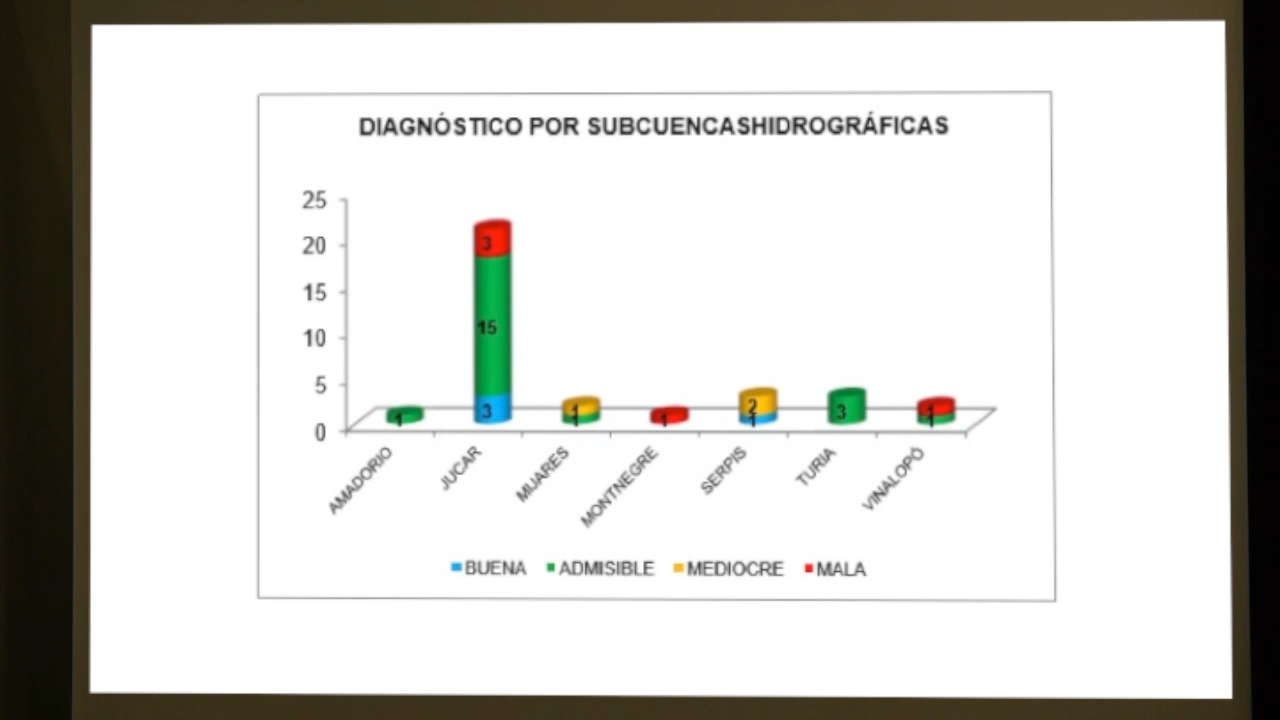 DIAGNÓSTICO POR SUBCUENCASHIDROGRÁFICAS
25
20
15
10
5
0
3
15
3
1
1
1
1
2
1
3
1
1
AMADORIO
JUCAR
MIJARES
MONTNEGRE
SERPIS
TURIA
VINALOPÓ
BUENA
ADMISIBLE
MEDIOCRE
MALA